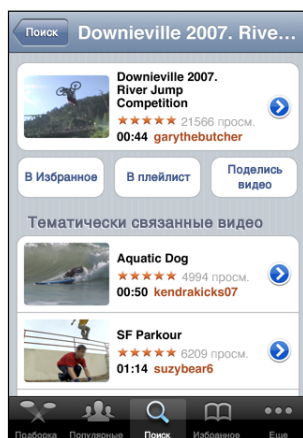 Поиск
Downieville 2007. Rive...
Downieville 2007.
River Jump
Competition
21566 просм.
00:44 garythebutcher
В Избранное
В плейлист
Поделись
видео
Тематически связанные видео
Aquatic Dog
4994 просм.
00:50 kendrakicks07
SF Parkour
6209 просм.
01:14 suzybear6
Подборка Популярные Поиск Избранное Еще